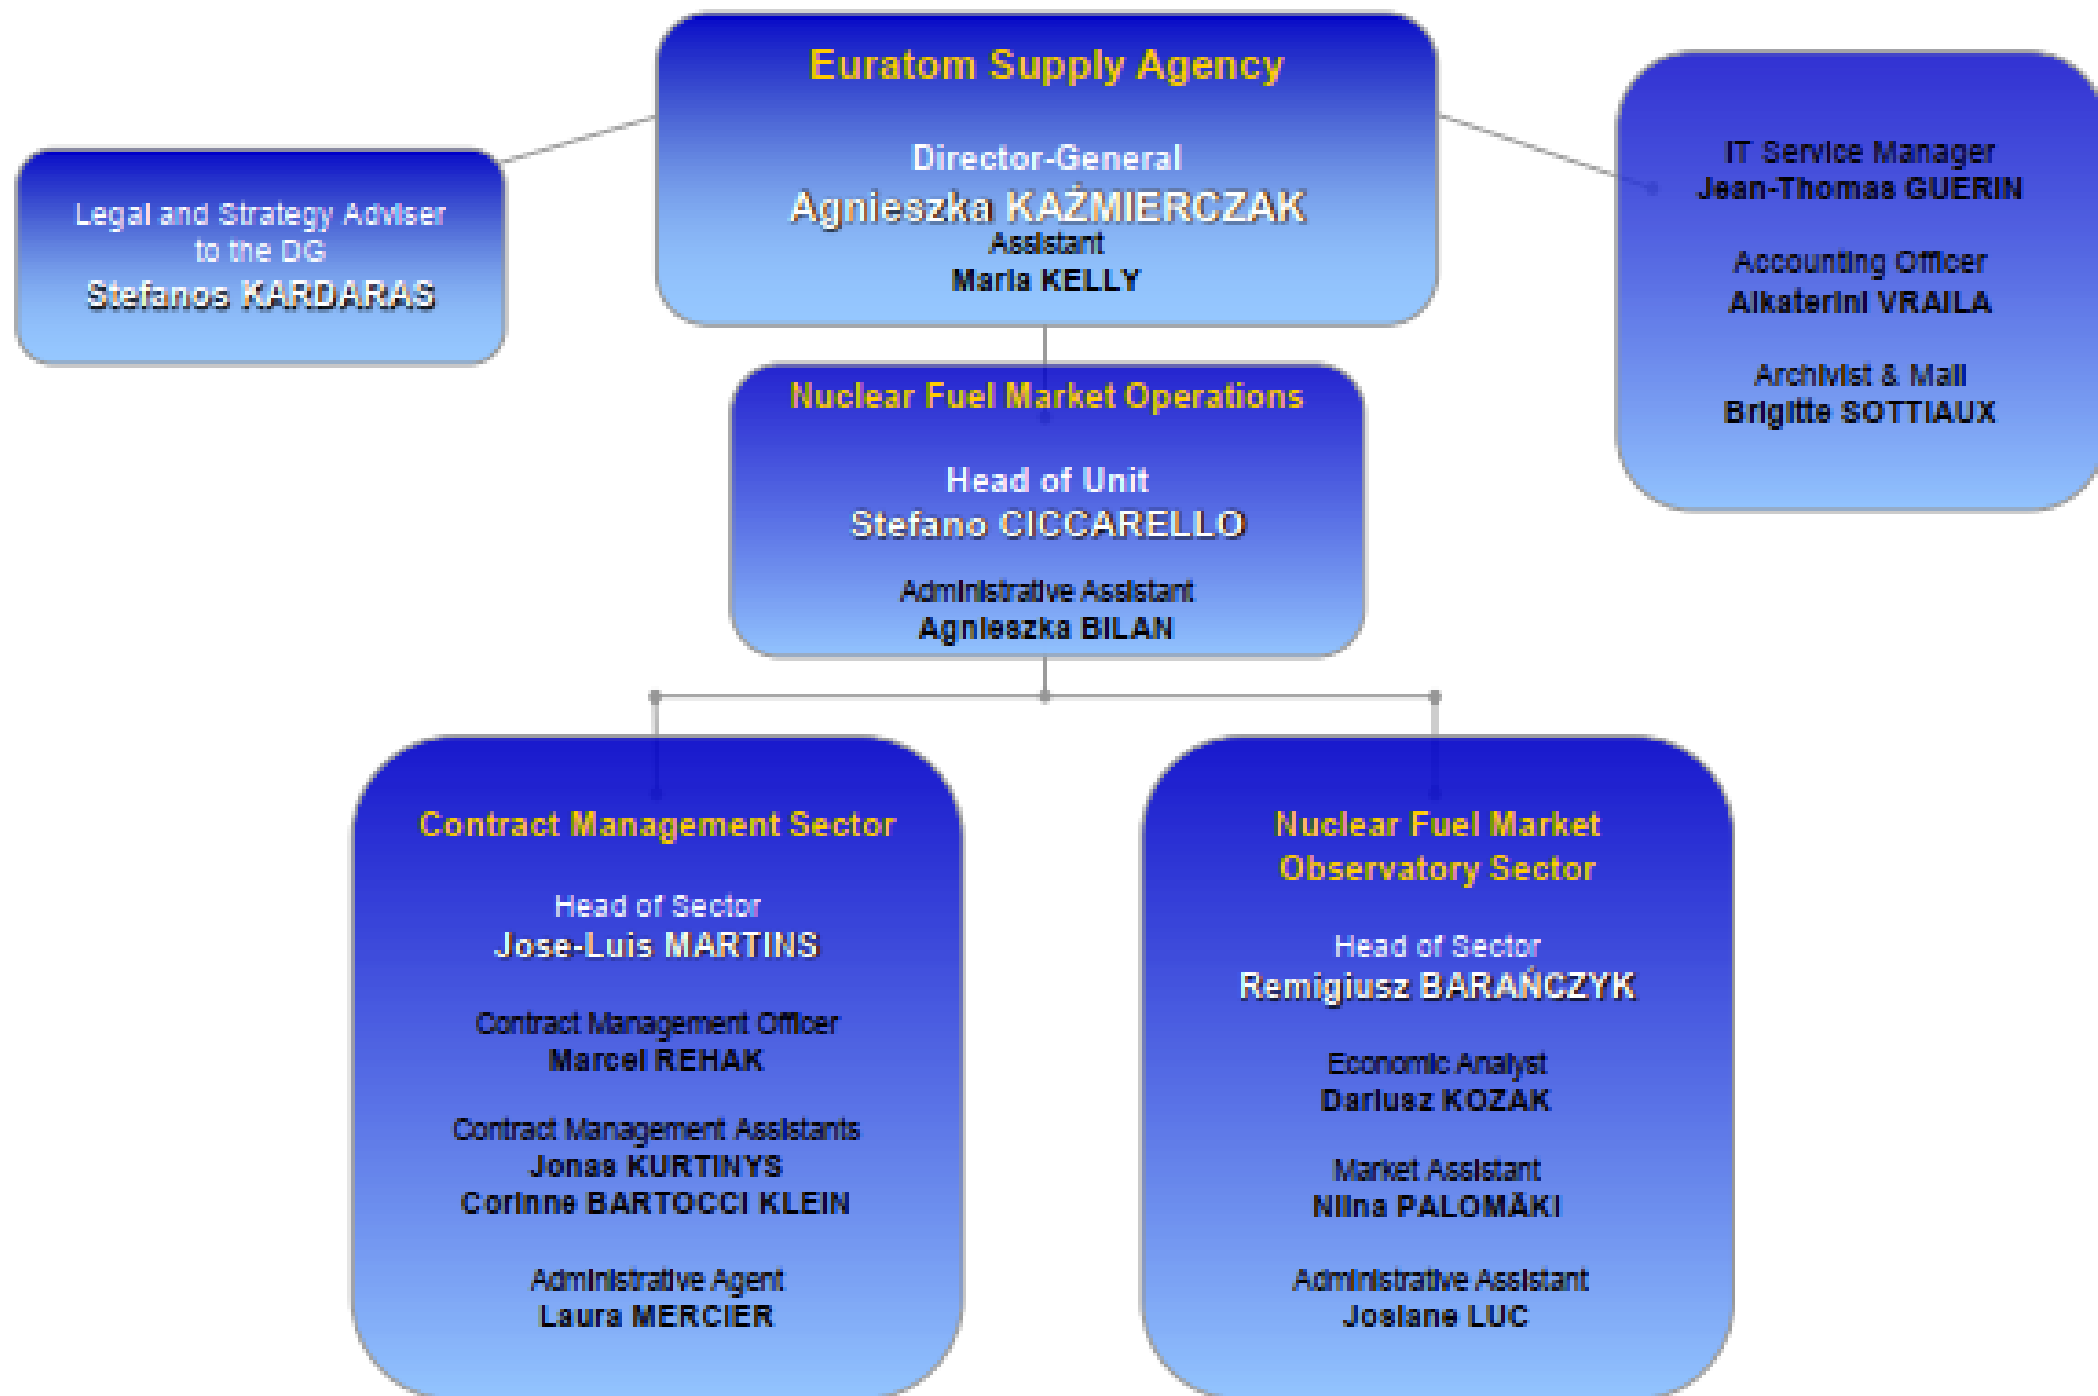 Euratom Supply Agency
Director-General
Agnieszka KAŹMIERCZAK
Assistant
Maria KELLY
Legal and Strategy Adviser
to the DG
Stefanos KARDARAS
IT Service Manager
Jean-Thomas GUERIN
Accounting Officer
Aikaterini VRAILA
Archivist & Mail
Brigitte SOTTIAUX
Nuclear Fuel Market Operations
Head of Unit
Stefano CICCARELLO
Administrative Assistant
Agnieszka BILAN
Contract Management Sector
Head of Sector
Jose-Luis MARTINS
Contract Management Officer
Marcel REHAK
Contract Management Assistants
Jonas KURTINYS
Corinne BARTOCCI KLEIN
Administrative Agent
Laura MERCIER
Nuclear Fuel Market
Observatory Sector
Head of Sector
Remigiusz BARAŃCZYK
Economic Analyst
Dariusz KOZAK
Market Assistant
Niina PALOMÄKI
Administrative Assistant
Josiane LUC